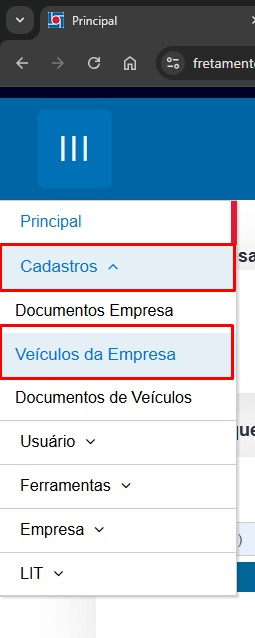 Principal
fretamento
Principal
Cadastros
Documentos Empresa
Veículos da Empresa
Documentos de Veículos
Usuário
Ferramentas
Empresa
LIT